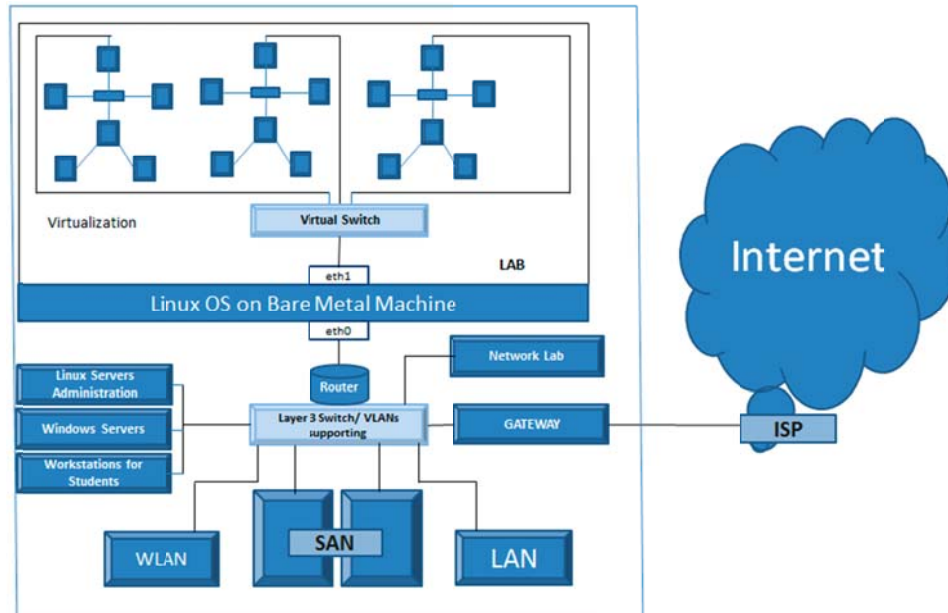 Virtualization
Virtual Switch
LAB
eth1
Linux OS on Bare Metal Machine
eth0
Router
Network Lab
Linux Servers
Administration
Windows Servers
Workstations for
Students
Layer 3 Switch/ VLANs
supporting
GATEWAY
WLAN
SAN
LAN
Internet
ISP